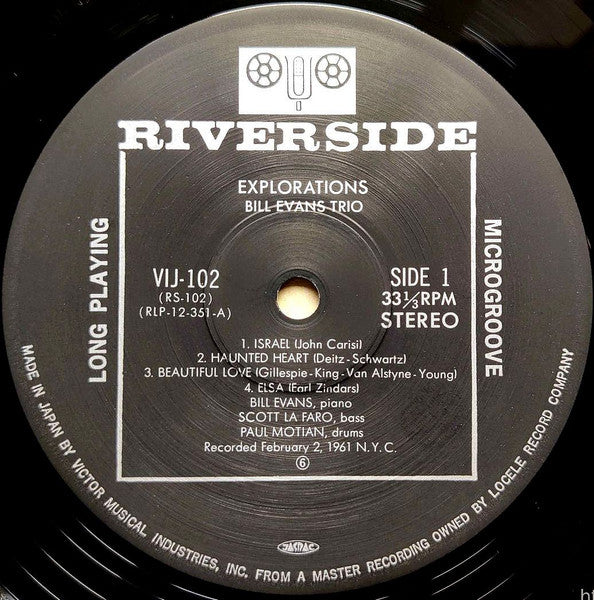 RIVERSIDE
EXPLORATIONS
BILL EVANS TRIO
LONG PLAYING
MICROGROOVE
VIJ-102
(RS-102)
(RLP-12-351-A)
SIDE 1
33⅓RPM
STEREO
1. ISRAEL (John Carisi)
2. HAUNTED HEART (Deitz-Schwartz)
3. BEAUTIFUL LOVE (Gillespie-King-Van Alstyne-Young)
4. ELSA (Earl Zindars)
BILL EVANS, piano
SCOTT LA FARO, bass
PAUL MOTIAN, drums
Recorded February 2, 1961 N.Y.C.
⑥
JASRAC
MADE IN JAPAN BY VICTOR MUSICAL INDUSTRIES, INC. FROM A MASTER RECORDING OWNED BY LOCELE RECORD COMPANY
ht